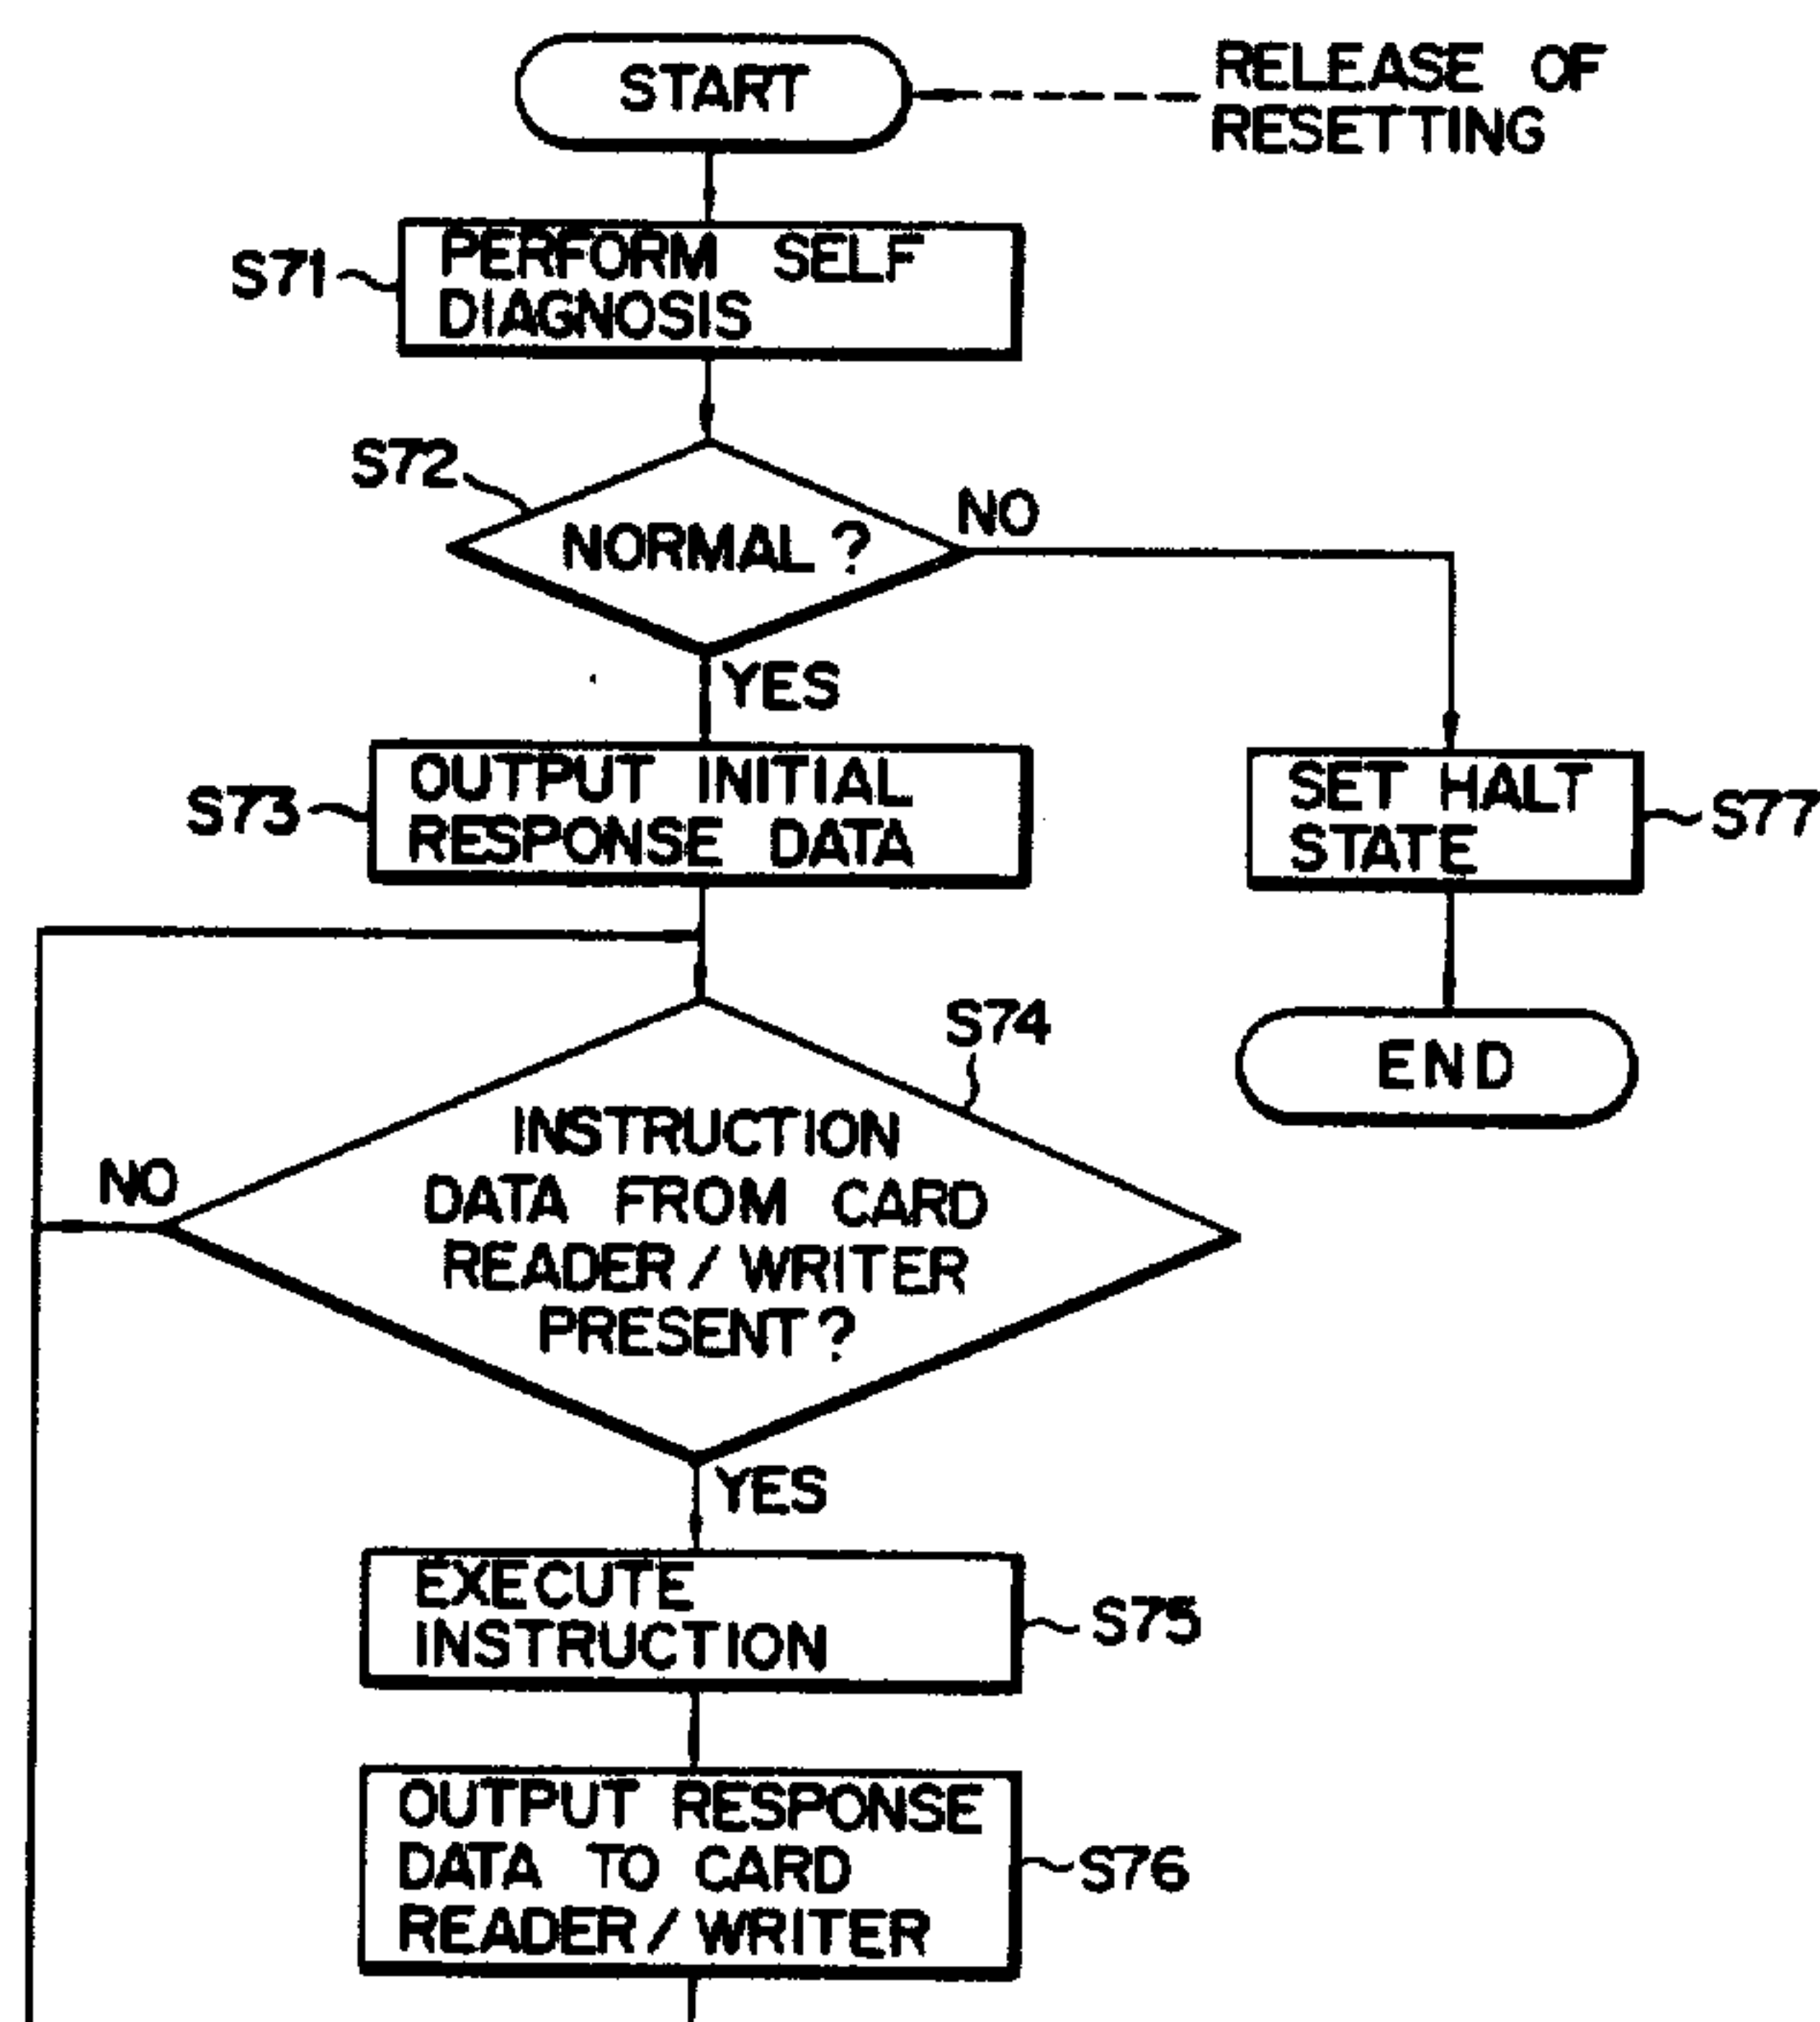 START
RELEASE OF
RESETTING
S71
PERFORM SELF
DIAGNOSIS
S72
NORMAL ?
NO
YES
S73
OUTPUT INITIAL
RESPONSE DATA
SET HALT
STATE
S77
S74
END
INSTRUCTION
DATA FROM CARD
READER / WRITER
PRESENT ?
NO
YES
EXECUTE
INSTRUCTION
S75
OUTPUT RESPONSE
DATA TO CARD
READER / WRITER
S76